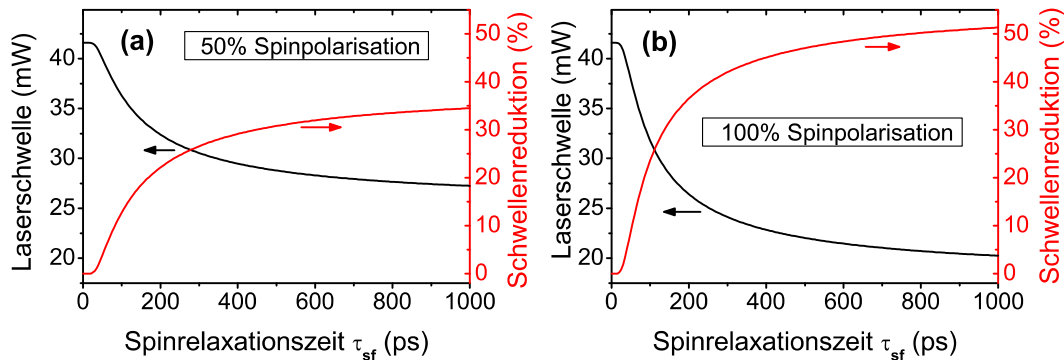 (a)
50% Spinpolarisation
Laserschwelle (mW)
40
35
30
25
20
Schwellenreduktion (%)
50
40
30
20
10
0
0 200 400 600 800 1000
Spinrelaxationszeit τsf (ps)
(b)
100% Spinpolarisation
Laserschwelle (mW)
40
35
30
25
20
Schwellenreduktion (%)
50
40
30
20
10
0
0 200 400 600 800 1000
Spinrelaxationszeit τsf (ps)